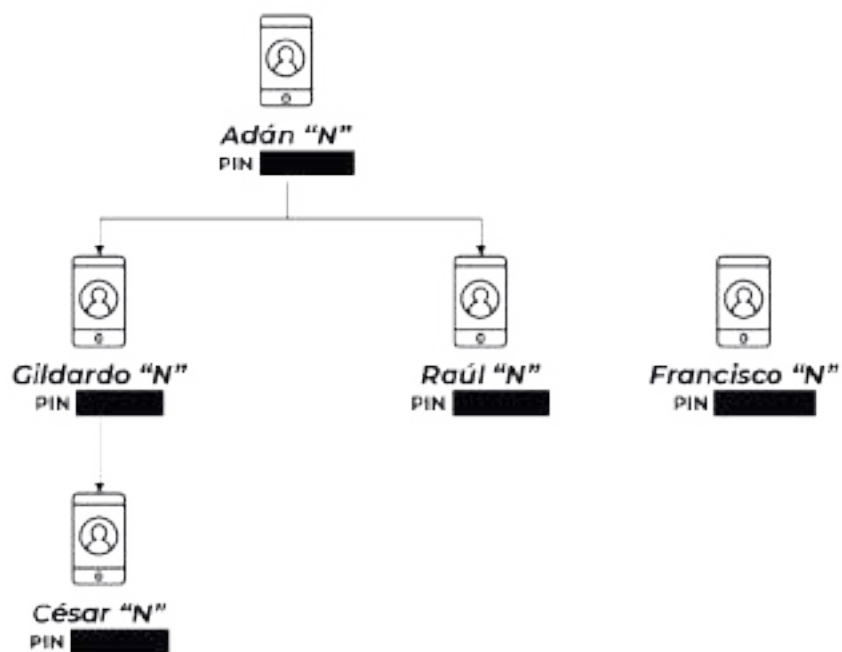 Adán “N”
PIN
Gildardo “N”
PIN
Raúl “N”
PIN
Francisco “N”
PIN
César “N”
PIN